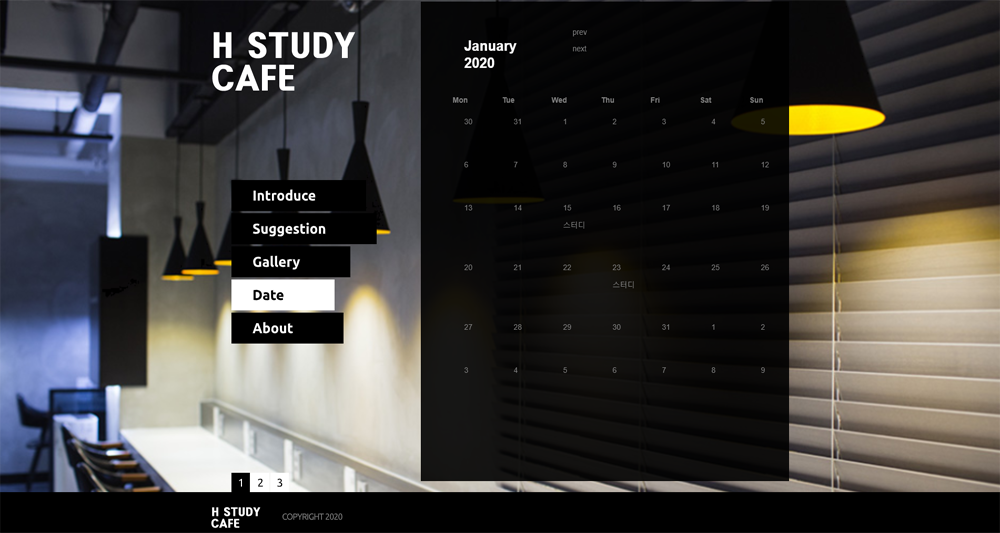 H STUDY
CAFE
Introduce
Suggestion
Gallery
Date
About
1 2 3
January
2020
prev
next
Mon Tue Wed Thu Fri Sat Sun
30 31 1 2 3 4 5
6 7 8 9 10 11 12
13 14 15 16 17 18 19
스터디
20 21 22 23 24 25 26
스터디
27 28 29 30 31 1 2
3 4 5 6 7 8 9
H STUDY
CAFE
COPYRIGHT 2020